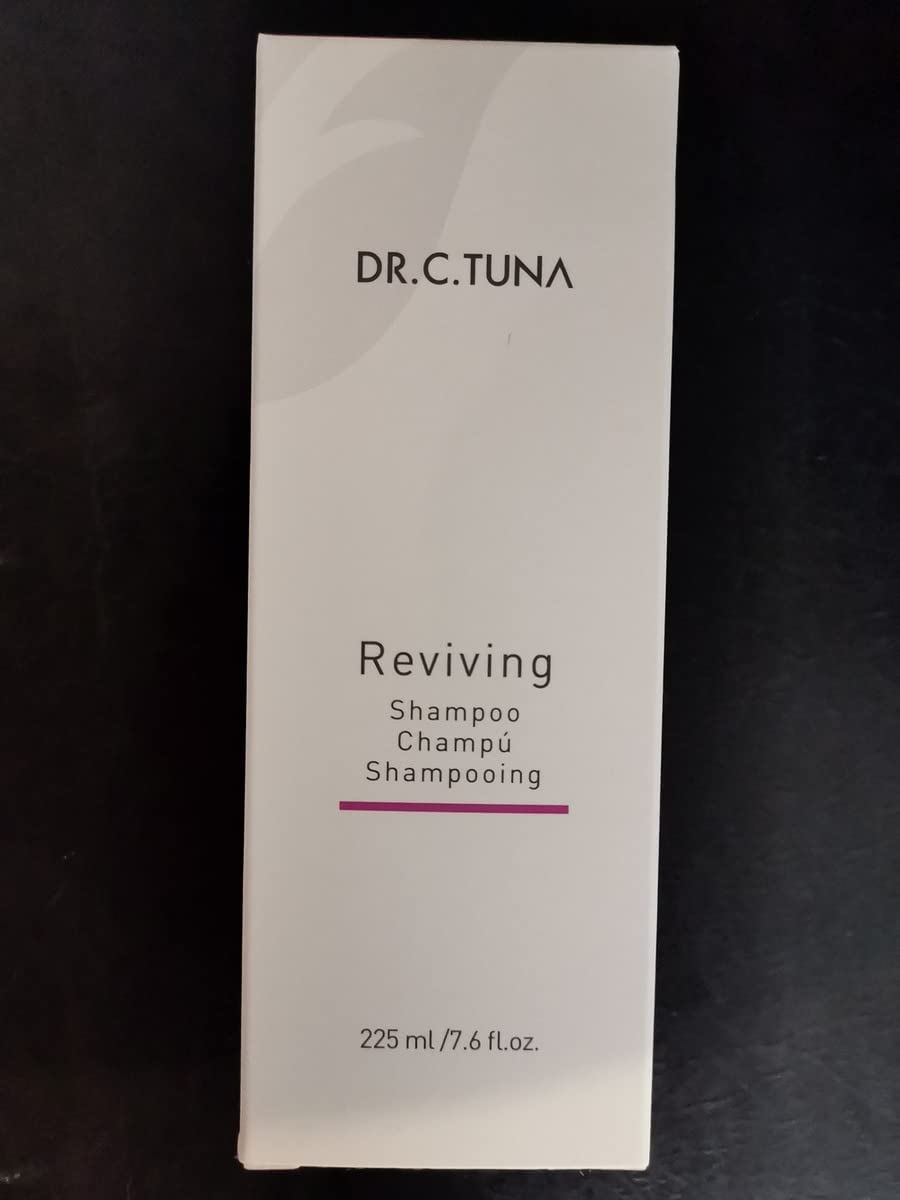 DR.C.TUNA
Reviving
Shampoo
Champú
Shampooing
225 ml/7.6 fl.oz.